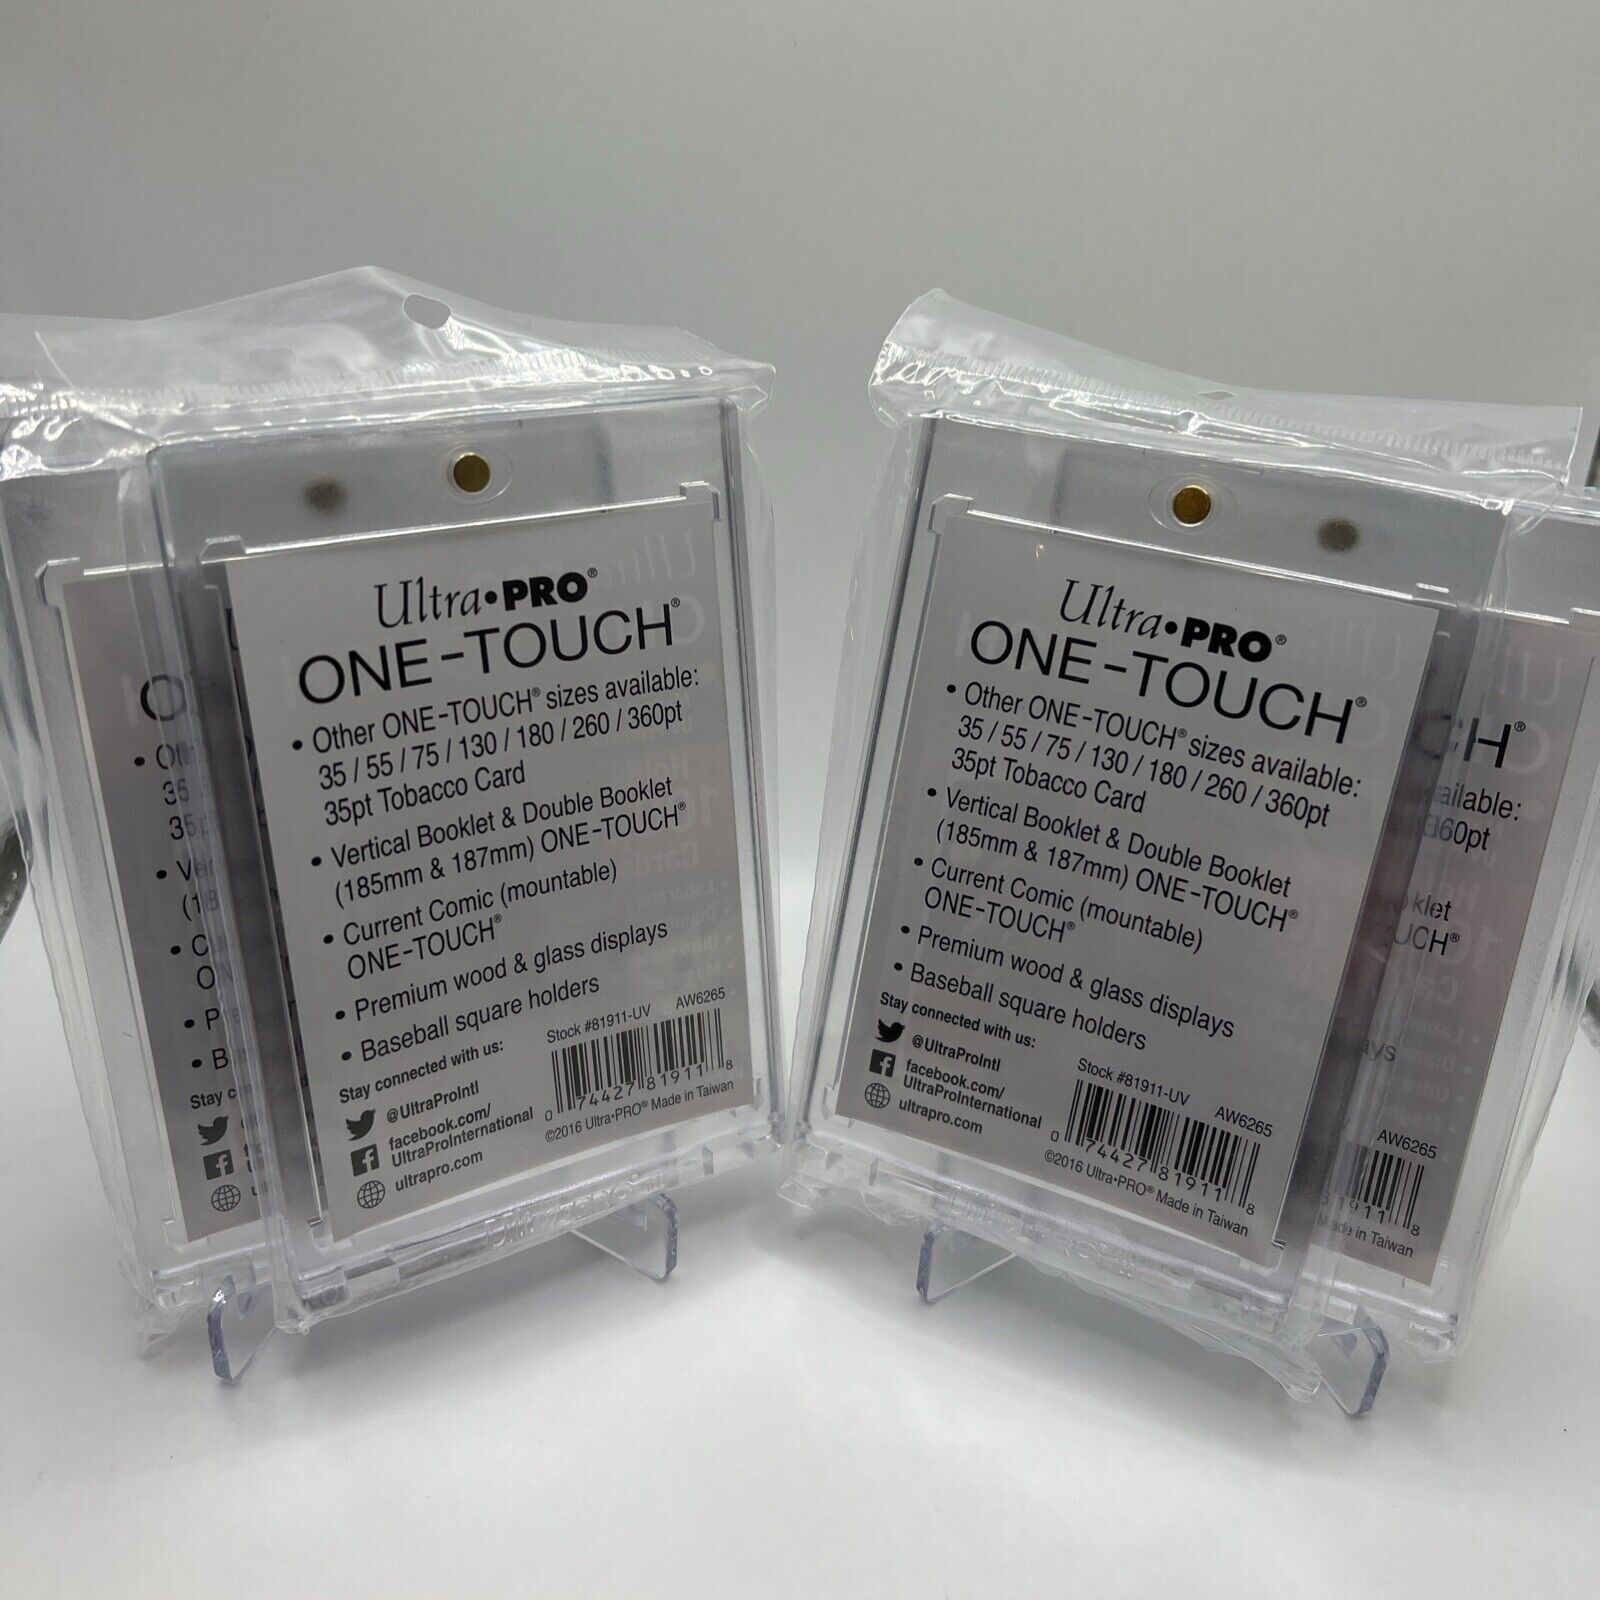 Ultra•PRO®
ONE-TOUCH®
• Other ONE-TOUCH® sizes available:
35 / 55 / 75 / 130 / 180 / 260 / 360pt
35pt Tobacco Card
• Vertical Booklet & Double Booklet
(185mm & 187mm) ONE-TOUCH®
• Current Comic (mountable)
ONE-TOUCH®
• Premium wood & glass displays
• Baseball square holders
Stay connected with us:
@UltraProIntl
facebook.com/
UltraProInternational
ultrapro.com
Stock #81911-UV AW6265
0 74427 81911 8
©2016 Ultra•PRO® Made in Taiwan
Ultra•PRO®
ONE-TOUCH®
• Other ONE-TOUCH® sizes available:
35 / 55 / 75 / 130 / 180 / 260 / 360pt
35pt Tobacco Card
• Vertical Booklet & Double Booklet
(185mm & 187mm) ONE-TOUCH®
• Current Comic (mountable)
ONE-TOUCH®
• Premium wood & glass displays
• Baseball square holders
Stay connected with us:
@UltraProIntl
facebook.com/
UltraProInternational
ultrapro.com
Stock #81911-UV AW6265
0 74427 81911 8
©2016 Ultra•PRO® Made in Taiwan
AW6265
Made in Taiwan